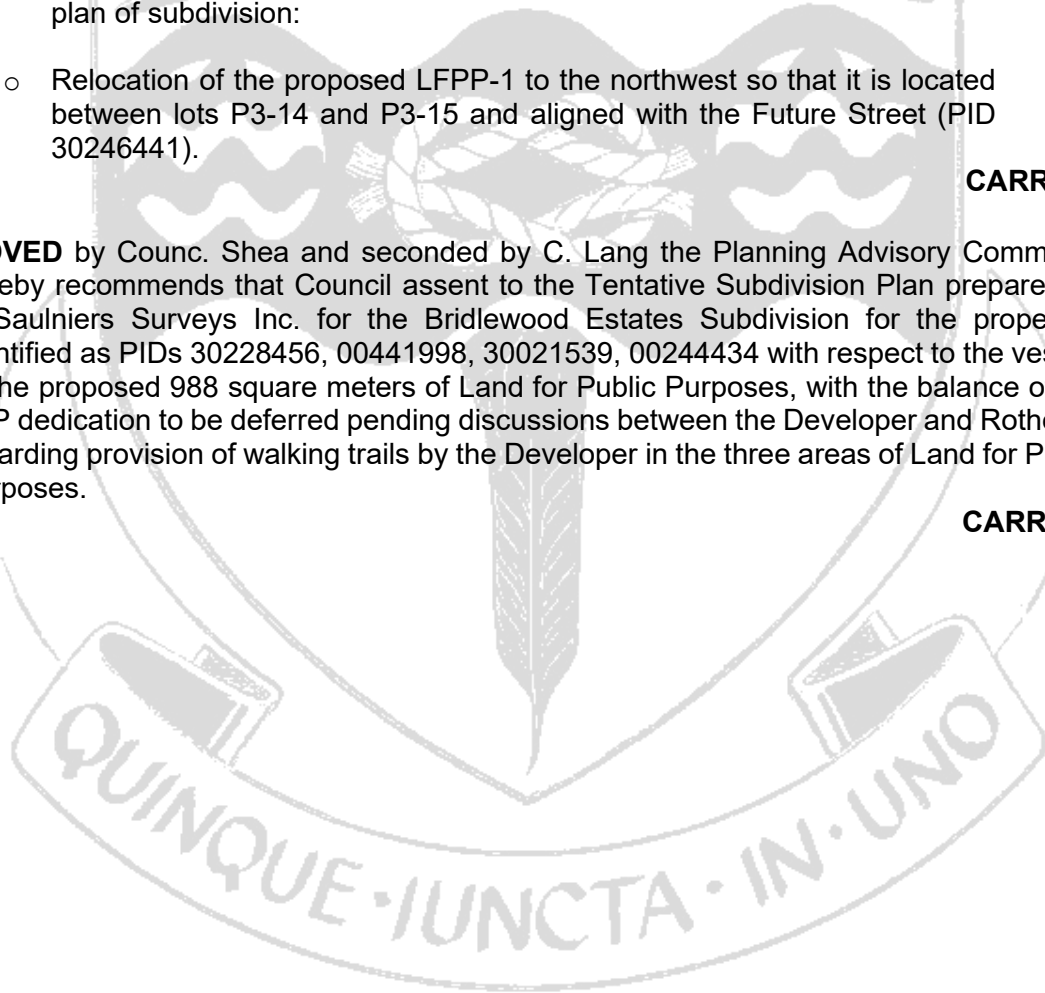 plan of subdivision:
o Relocation of the proposed LFPP-1 to the northwest so that it is located
between lots P3-14 and P3-15 and aligned with the Future Street (PID
30246441).
CARR
OVED by Counc. Shea and seconded by C. Lang the Planning Advisory Comm
eby recommends that Council assent to the Tentative Subdivision Plan prepare
Saulniers Surveys Inc. for the Bridlewood Estates Subdivision for the prope
ntified as PIDs 30228456, 00441998, 30021539, 00244434 with respect to the ves
he proposed 988 square meters of Land for Public Purposes, with the balance o
P dedication to be deferred pending discussions between the Developer and Rothe
arding provision of walking trails by the Developer in the three areas of Land for P
poses.
CARR
QUINQUE · IUNCTA · IN · UNO